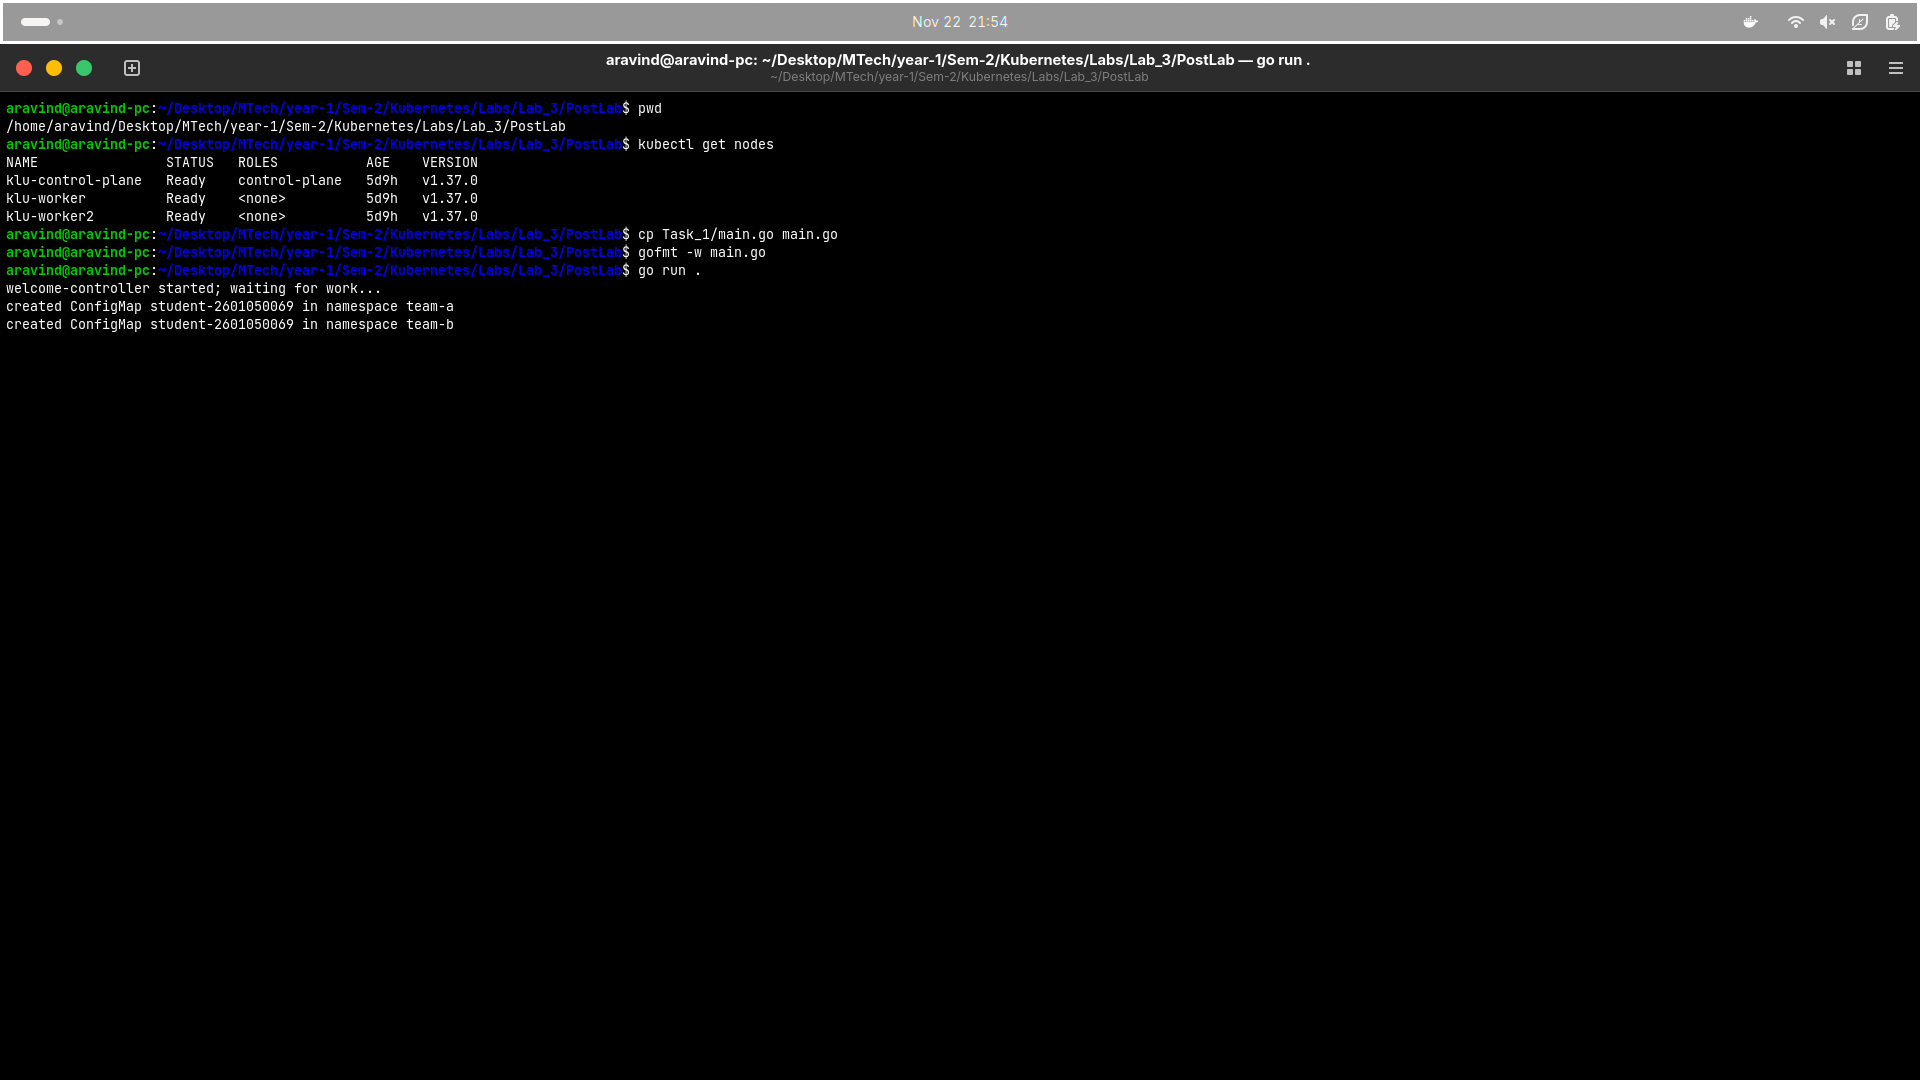 Nov 22 21:54
aravind@aravind-pc: ~/Desktop/MTech/year-1/Sem-2/Kubernetes/Labs/Lab_3/PostLab — go run .
~/Desktop/MTech/year-1/Sem-2/Kubernetes/Labs/Lab_3/PostLab
aravind@aravind-pc:~/Desktop/MTech/year-1/Sem-2/Kubernetes/Labs/Lab_3/PostLab$ pwd
/home/aravind/Desktop/MTech/year-1/Sem-2/Kubernetes/Labs/Lab_3/PostLab
aravind@aravind-pc:~/Desktop/MTech/year-1/Sem-2/Kubernetes/Labs/Lab_3/PostLab$ kubectl get nodes
NAME                STATUS   ROLES           AGE    VERSION
klu-control-plane   Ready    control-plane   5d9h   v1.37.0
klu-worker          Ready    <none>          5d9h   v1.37.0
klu-worker2         Ready    <none>          5d9h   v1.37.0
aravind@aravind-pc:~/Desktop/MTech/year-1/Sem-2/Kubernetes/Labs/Lab_3/PostLab$ cp Task_1/main.go main.go
aravind@aravind-pc:~/Desktop/MTech/year-1/Sem-2/Kubernetes/Labs/Lab_3/PostLab$ gofmt -w main.go
aravind@aravind-pc:~/Desktop/MTech/year-1/Sem-2/Kubernetes/Labs/Lab_3/PostLab$ go run .
welcome-controller started; waiting for work...
created ConfigMap student-2601050069 in namespace team-a
created ConfigMap student-2601050069 in namespace team-b